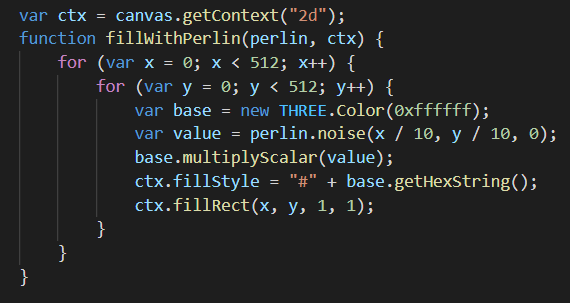 var ctx = canvas.getContext("2d");
function fillWithPerlin(perlin, ctx) {
    for (var x = 0; x < 512; x++) {
        for (var y = 0; y < 512; y++) {
            var base = new THREE.Color(0xffffff);
            var value = perlin.noise(x / 10, y / 10, 0);
            base.multiplyScalar(value);
            ctx.fillStyle = "#" + base.getHexString();
            ctx.fillRect(x, y, 1, 1);
        }
    }
}